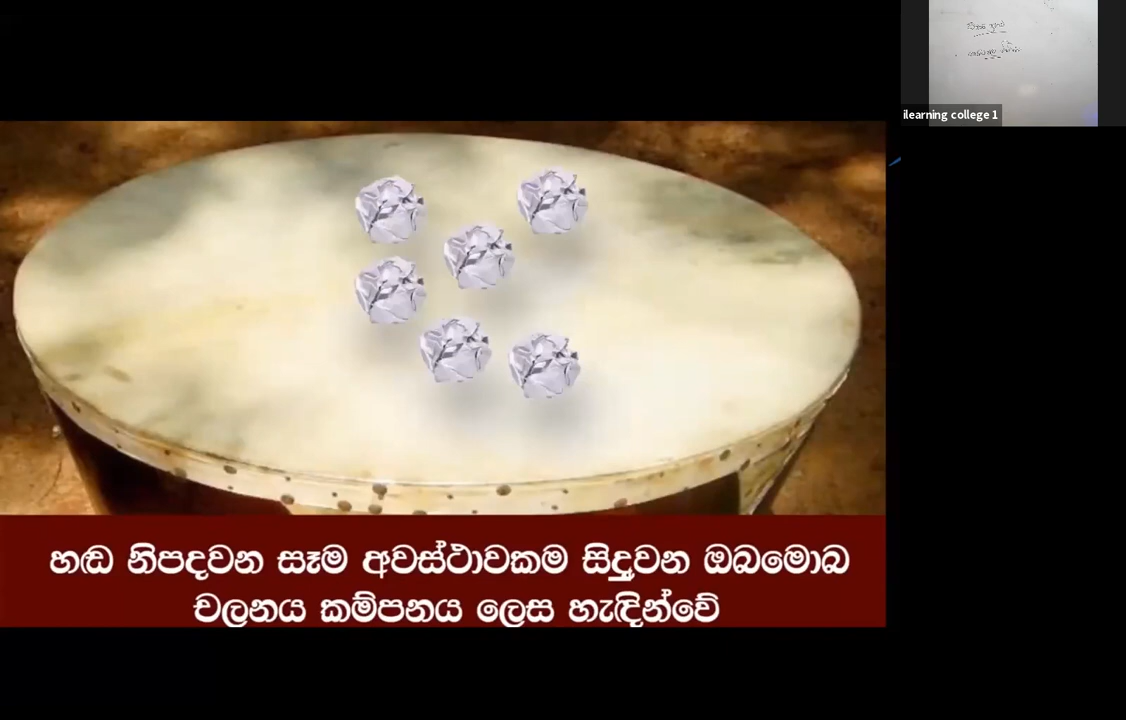 ilearning college 1
හඬ නිපදවන සෑම අවස්ථාවකම සිදුවන ඔබමොබ
චලනය කම්පනය ලෙස හැඳින්වේ